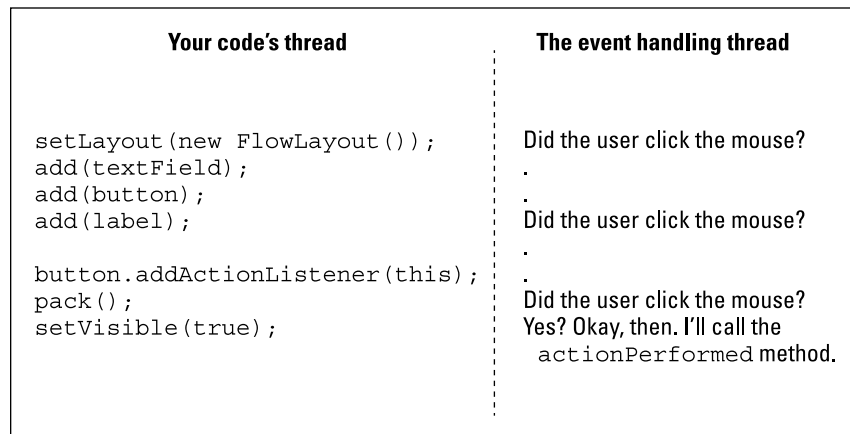 Your code's thread
setLayout(new FlowLayout());
add(textField);
add(button);
add(label);
button.addActionListener(this);
pack();
setVisible(true);
The event handling thread
Did the user click the mouse?
.
.
Did the user click the mouse?
.
.
Did the user click the mouse?
Yes? Okay, then. I'll call the
actionPerformed method.